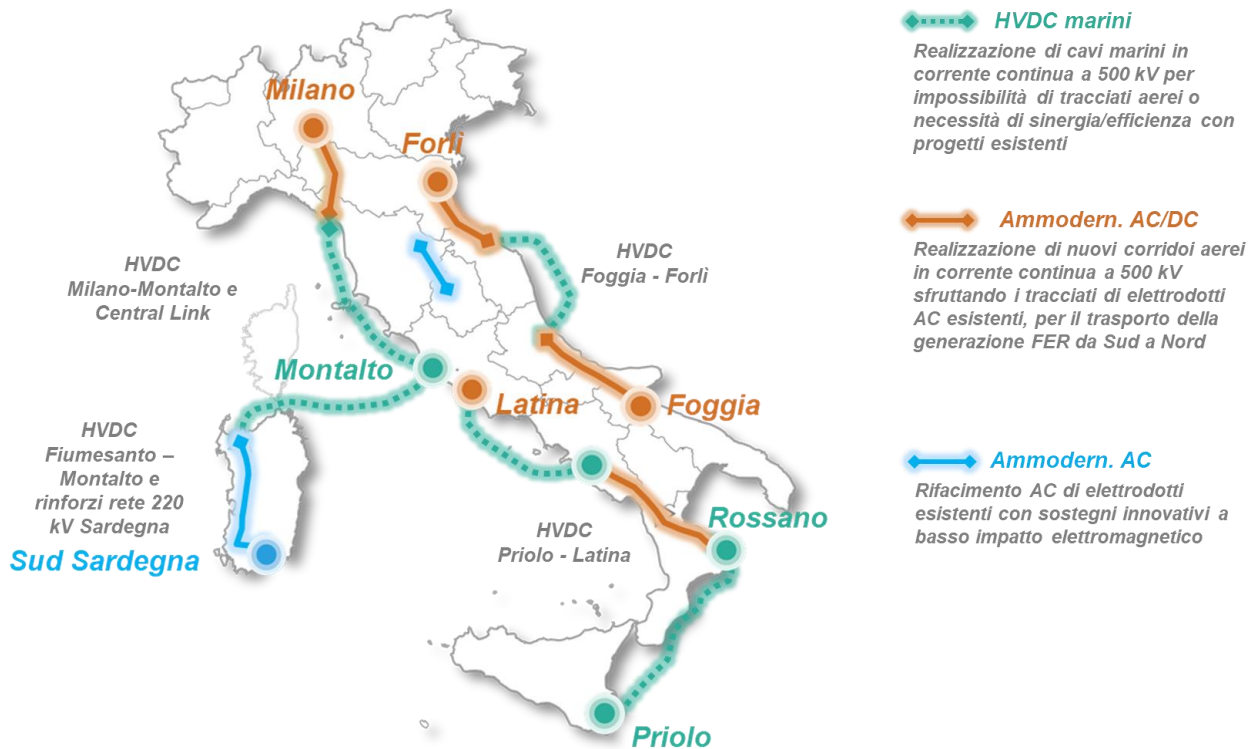 Milano
Forlì
HVDC
Milano-Montalto e
Central Link
HVDC
Foggia - Forlì
Montalto
Latina
Foggia
HVDC
Fiumesanto –
Montalto e
rinforzi rete 220
kV Sardegna
Sud Sardegna
HVDC
Priolo - Latina
Rossano
Priolo
HVDC marini
Realizzazione di cavi marini in
corrente continua a 500 kV per
impossibilità di tracciati aerei o
necessità di sinergia/efficienza con
progetti esistenti
Ammodern. AC/DC
Realizzazione di nuovi corridoi aerei
in corrente continua a 500 kV
sfruttando i tracciati di elettrodotti
AC esistenti, per il trasporto della
generazione FER da Sud a Nord
Ammodern. AC
Rifacimento AC di elettrodotti
esistenti con sostegni innovativi a
basso impatto elettromagnetico